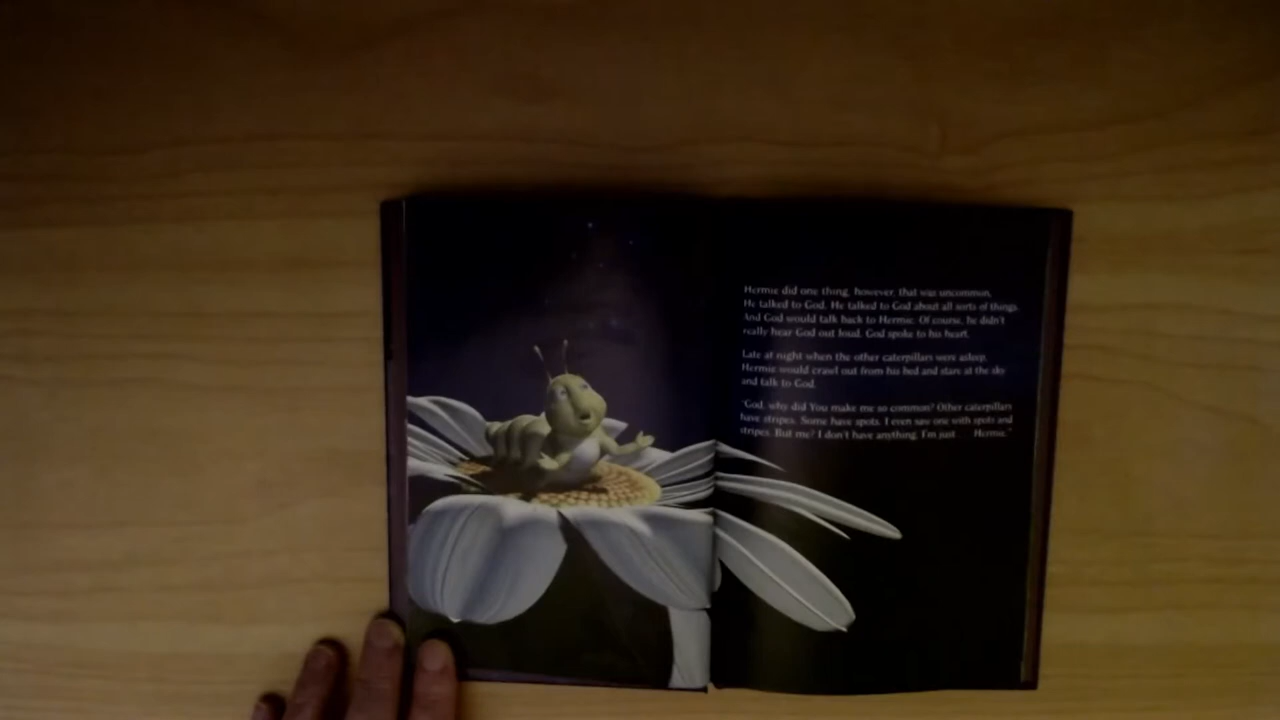 Hermie did one thing, however, that was uncommon.
He talked to God. He talked to God about all sorts of things.
And God would talk back to Hermie. Of course, he didn't
really hear God out loud. God spoke to his heart.
Late at night when the other caterpillars were asleep,
Hermie would crawl out from his bed and stare at the sky
and talk to God.
"God, why did You make me so common? Other caterpillars
have stripes. Some have spots. I even saw one with spots and
stripes. But me? I don't have anything. I'm just Hermie."